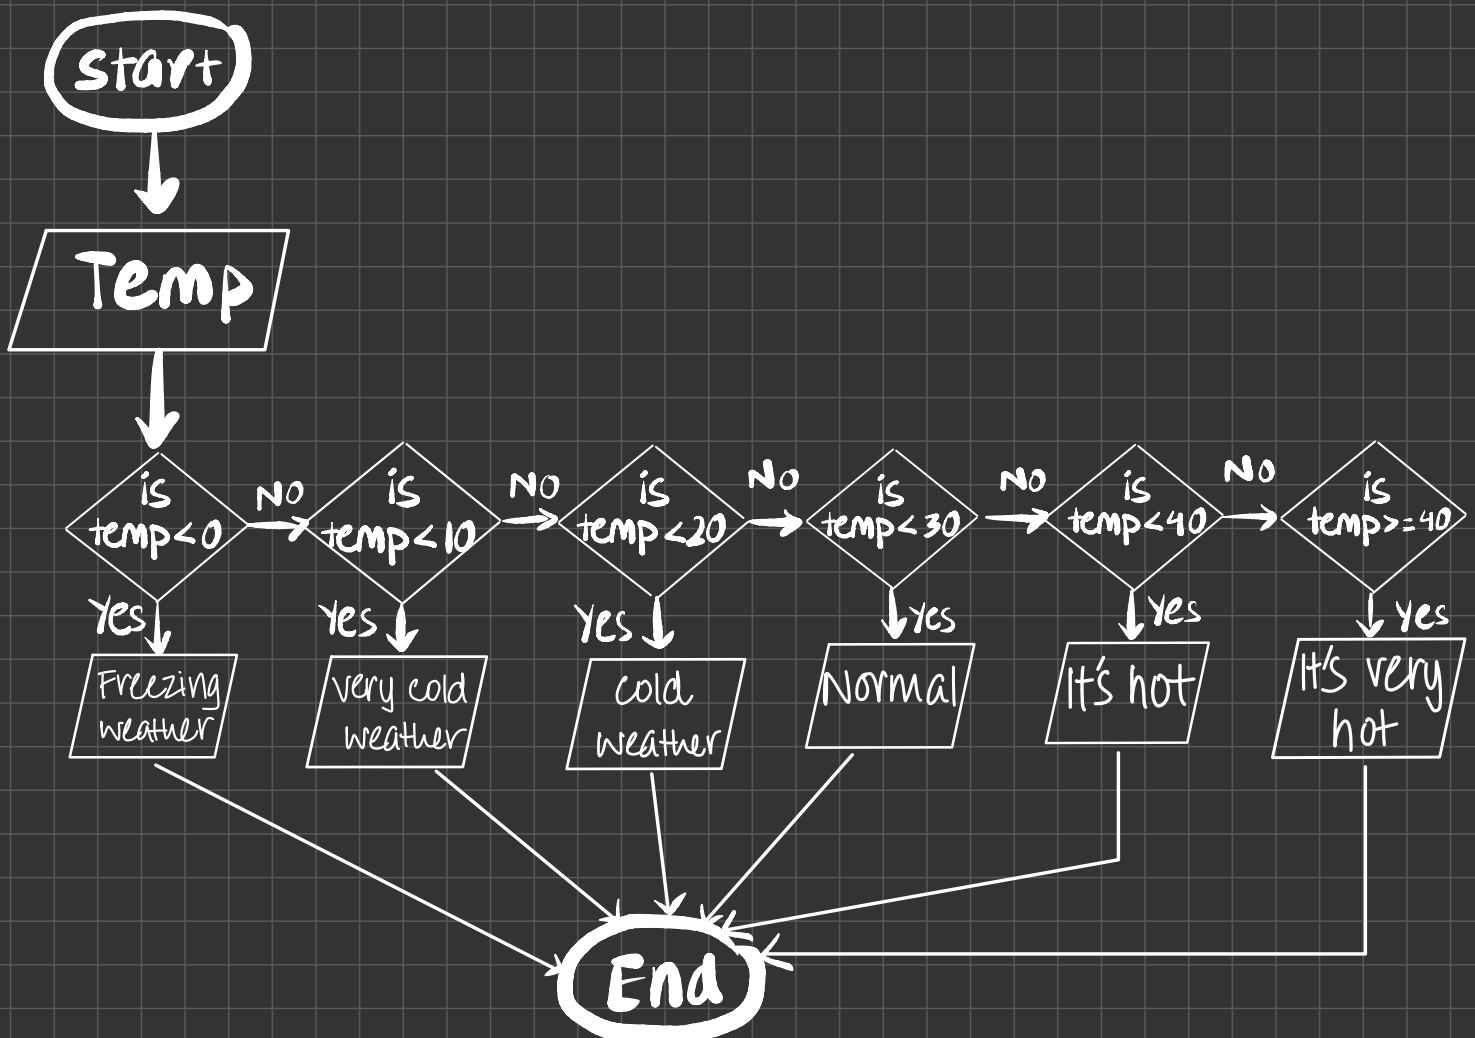 start
Temp
is
temp<0
NO
is
temp<10
NO
is
temp<20
NO
is
temp<30
NO
is
temp<40
NO
is
temp>=40
Yes
Yes
Yes
Yes
Yes
Yes
Freezing
weather
very cold
weather
cold
weather
Normal
It's hot
It's very
hot
End